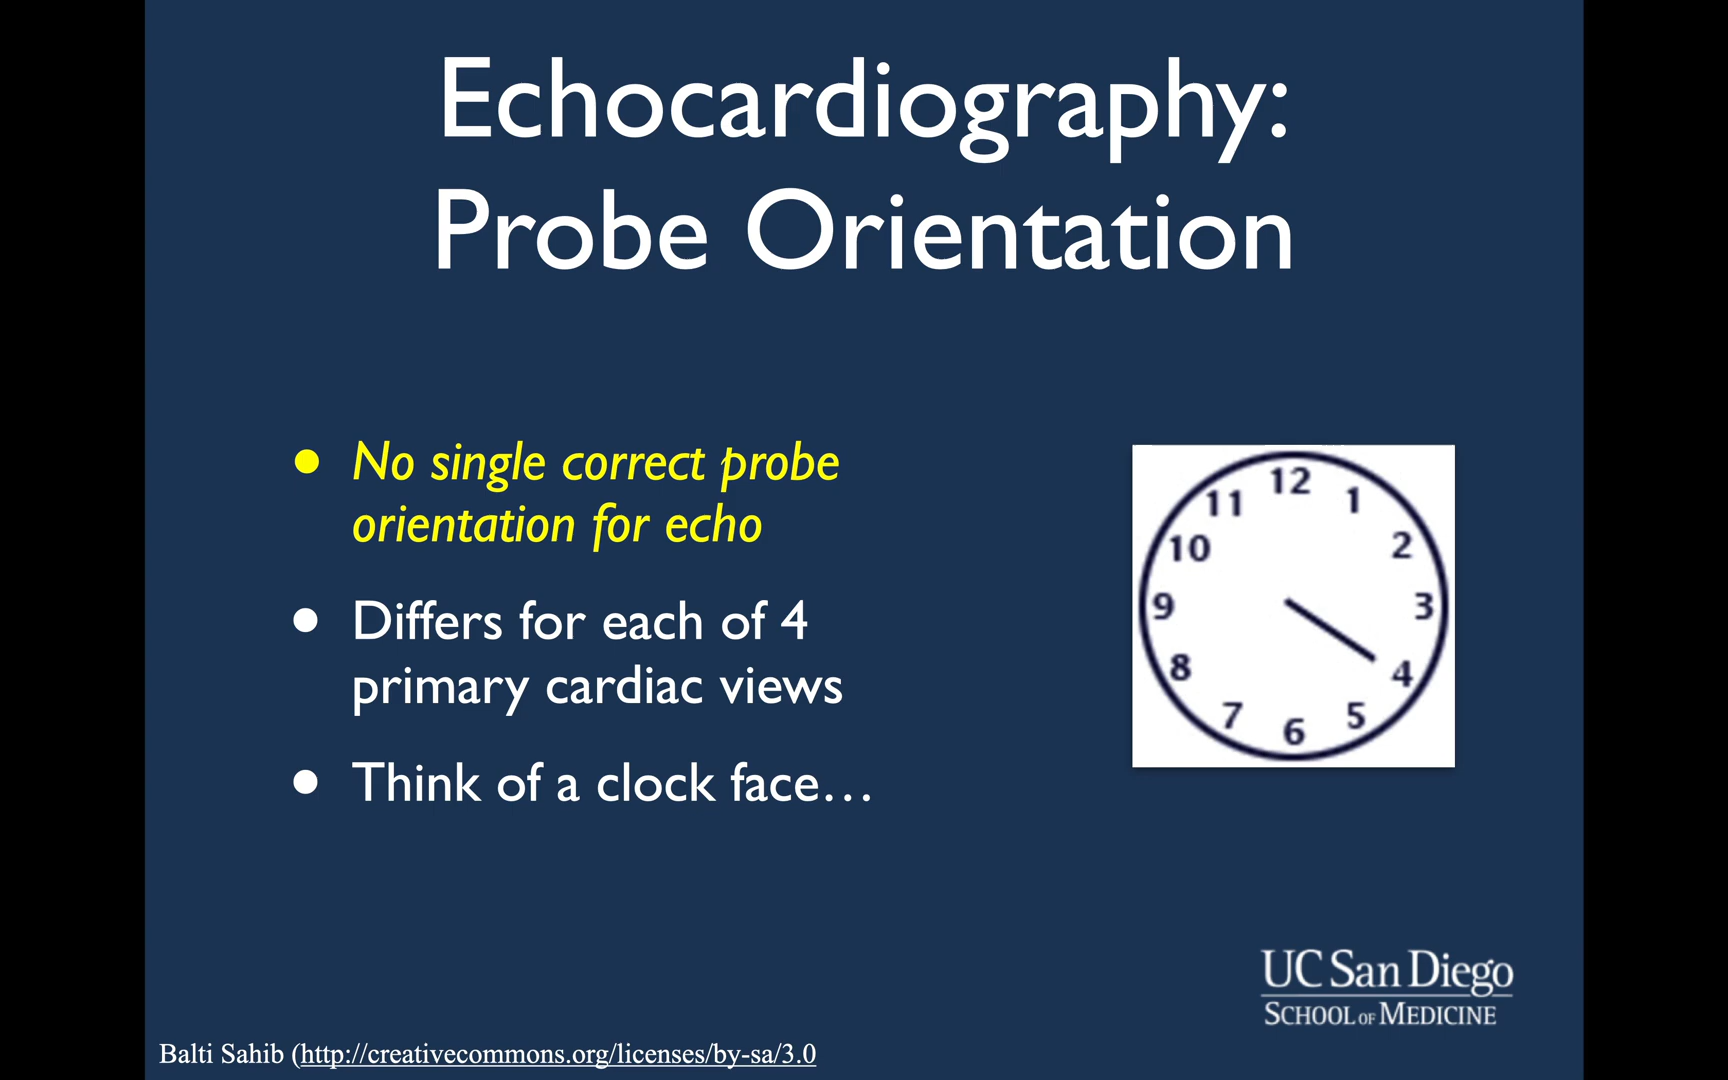 Echocardiography:
Probe Orientation
• No single correct probe
orientation for echo
• Differs for each of 4
primary cardiac views
• Think of a clock face…
12
11 1
10 2
9 3
8 4
7 5
6
UC San Diego
SCHOOL OF MEDICINE
Balti Sahib (http://creativecommons.org/licenses/by-sa/3.0